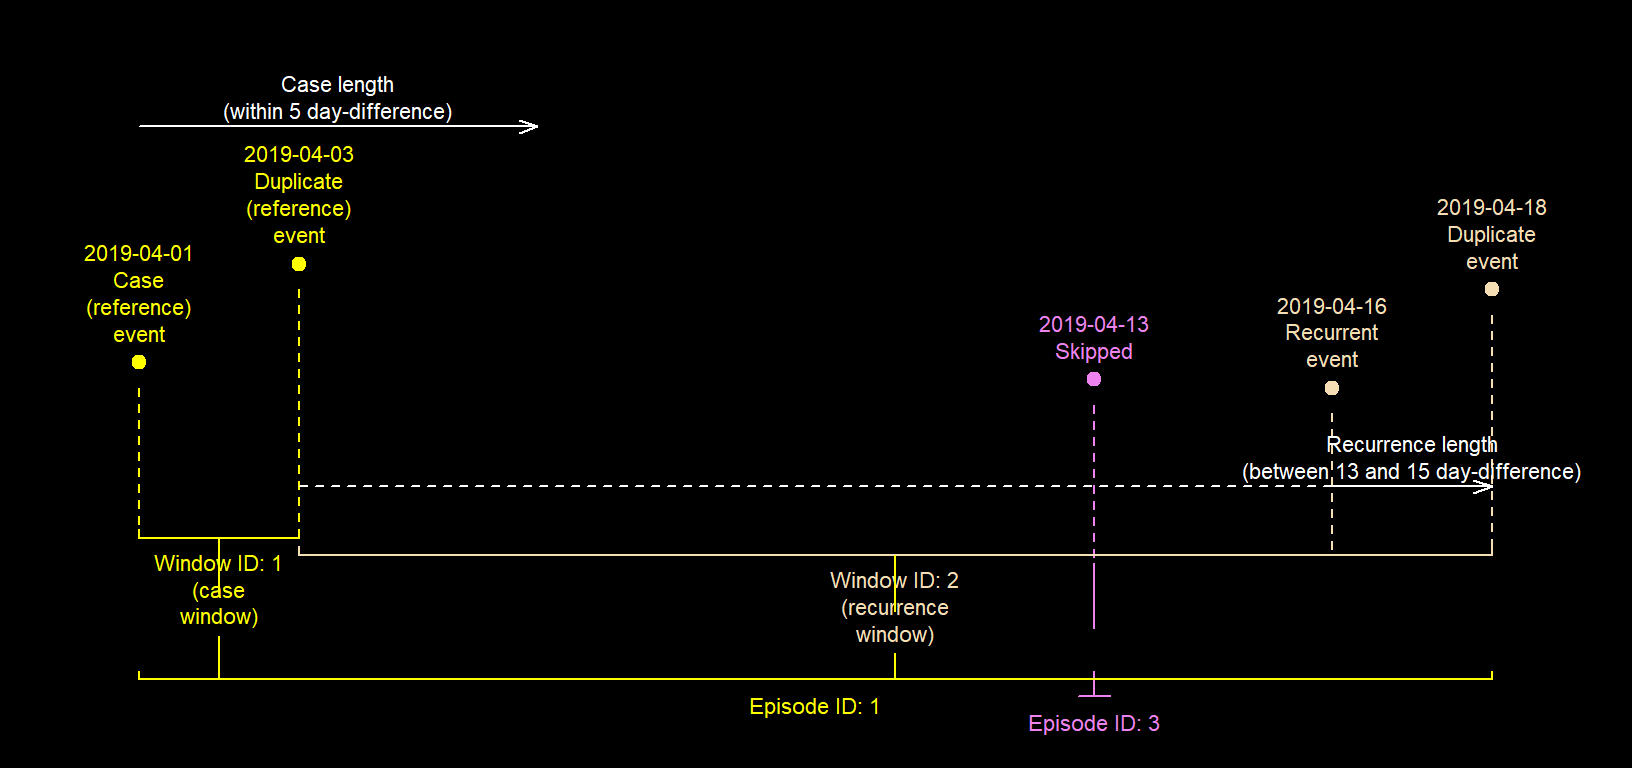 Case length
(within 5 day-difference)
2019-04-03
Duplicate
(reference)
event
2019-04-01
Case
(reference)
event
2019-04-18
Duplicate
event
2019-04-13
Skipped
2019-04-16
Recurrent
event
Recurrence length
(between 13 and 15 day-difference)
Window ID: 1
(case
window)
Window ID: 2
(recurrence
window)
Episode ID: 1
Episode ID: 3